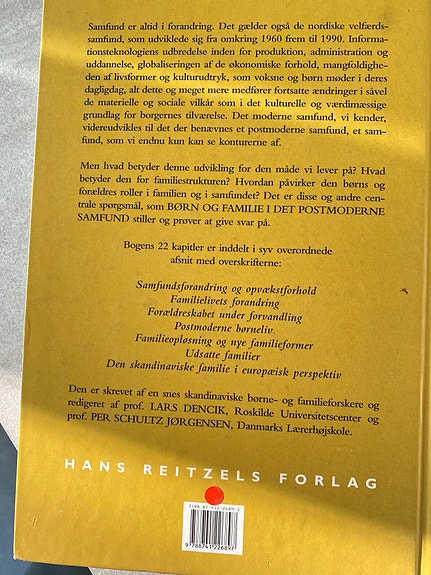 Samfund er altid i forandring. Det gælder også de nordiske velfærds-
samfund, som udviklede sig fra omkring 1960 frem til 1990. Informa-
tionsteknologiens udbredelse inden for produktion, administration og
uddannelse, globaliseringen af de økonomiske forhold, mangfoldighe-
den af livsformer og kulturudtryk, som voksne og børn møder i deres
dagligdag, alt dette og meget mere medfører fortsatte ændringer i såvel
de materielle og sociale vilkår som i det kulturelle og værdimæssige
grundlag for borgernes tilværelse. Det moderne samfund, vi kender,
videreudvikles til det der benævnes et postmoderne samfund, et sam-
fund, som vi endnu kun kan se konturerne af.
Men hvad betyder denne udvikling for den måde vi lever på? Hvad
betyder den for familiestrukturen? Hvordan påvirker den børns og
forældres roller i familien og i samfundet? Det er disse og andre cen-
trale spørgsmål, som BØRN OG FAMILIE I DET POSTMODERNE
SAMFUND stiller og prøver at give svar på.
Bogens 22 kapitler er inddelt i syv overordnede
afsnit med overskrifterne:
Samfundsforandring og opvækstforhold
Familielivets forandring
Forældreskabet under forvandling
Postmoderne børneliv
Familieopløsning og nye familieformer
Udsatte familier
Den skandinaviske familie i europæisk perspektiv
Den er skrevet af en snes skandinaviske børne- og familieforskere og
redigeret af prof. LARS DENCIK, Roskilde Universitetscenter og
prof. PER SCHULTZ JØRGENSEN, Danmarks Lærerhøjskole.
HANS REITZELS FORLAG
ISBN 87-412-2689-5
9 788741 226897